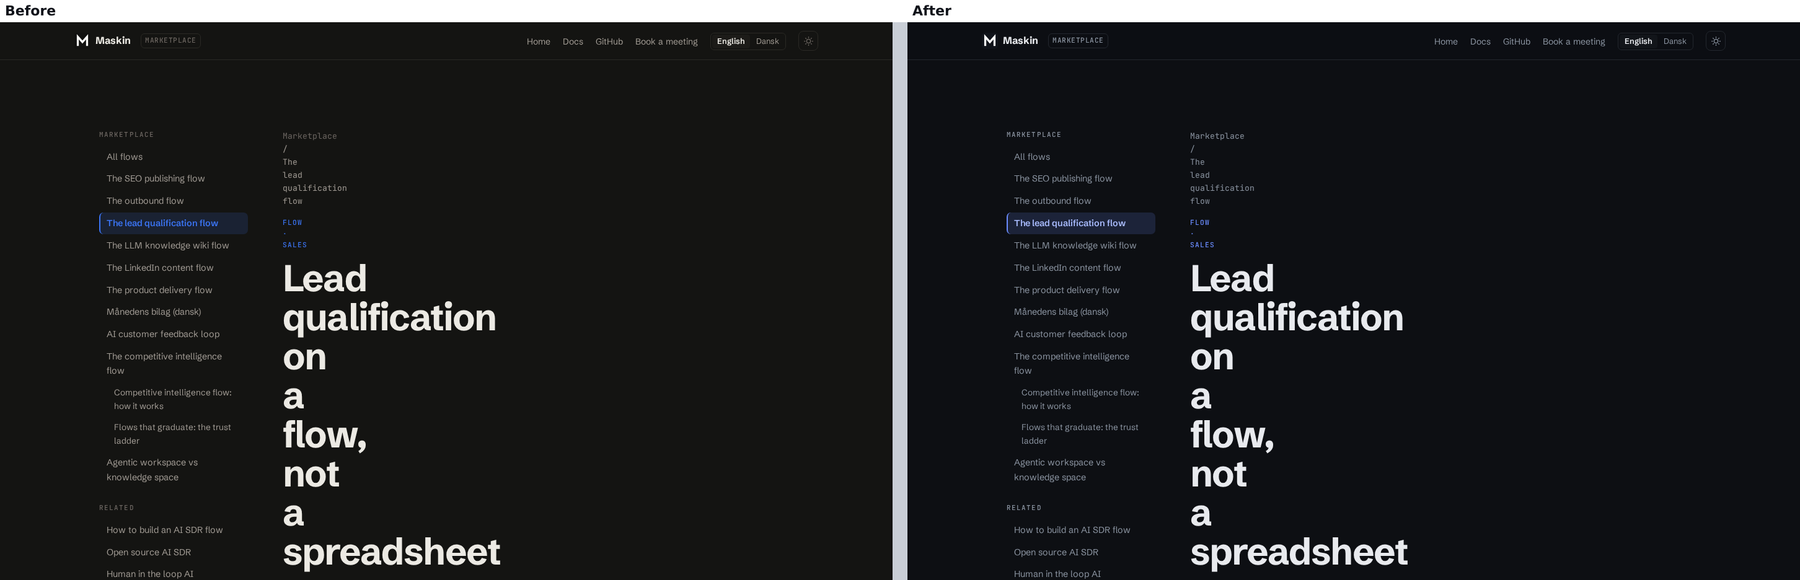 Before
Maskin MARKETPLACE Home Docs GitHub Book a meeting English Dansk
MARKETPLACE
All flows
The SEO publishing flow
The outbound flow
The lead qualification flow
The LLM knowledge wiki flow
The LinkedIn content flow
The product delivery flow
Månedens bilag (dansk)
AI customer feedback loop
The competitive intelligence
flow
Competitive intelligence flow:
how it works
Flows that graduate: the trust
ladder
Agentic workspace vs
knowledge space
RELATED
How to build an AI SDR flow
Open source AI SDR
Human in the loop AI
Marketplace
/
The
lead
qualification
flow
FLOW
·
SALES
Lead
qualification
on
a
flow,
not
a
spreadsheet
After
Maskin MARKETPLACE Home Docs GitHub Book a meeting English Dansk
MARKETPLACE
All flows
The SEO publishing flow
The outbound flow
The lead qualification flow
The LLM knowledge wiki flow
The LinkedIn content flow
The product delivery flow
Månedens bilag (dansk)
AI customer feedback loop
The competitive intelligence
flow
Competitive intelligence flow:
how it works
Flows that graduate: the trust
ladder
Agentic workspace vs
knowledge space
RELATED
How to build an AI SDR flow
Open source AI SDR
Human in the loop AI
Marketplace
/
The
lead
qualification
flow
FLOW
·
SALES
Lead
qualification
on
a
flow,
not
a
spreadsheet